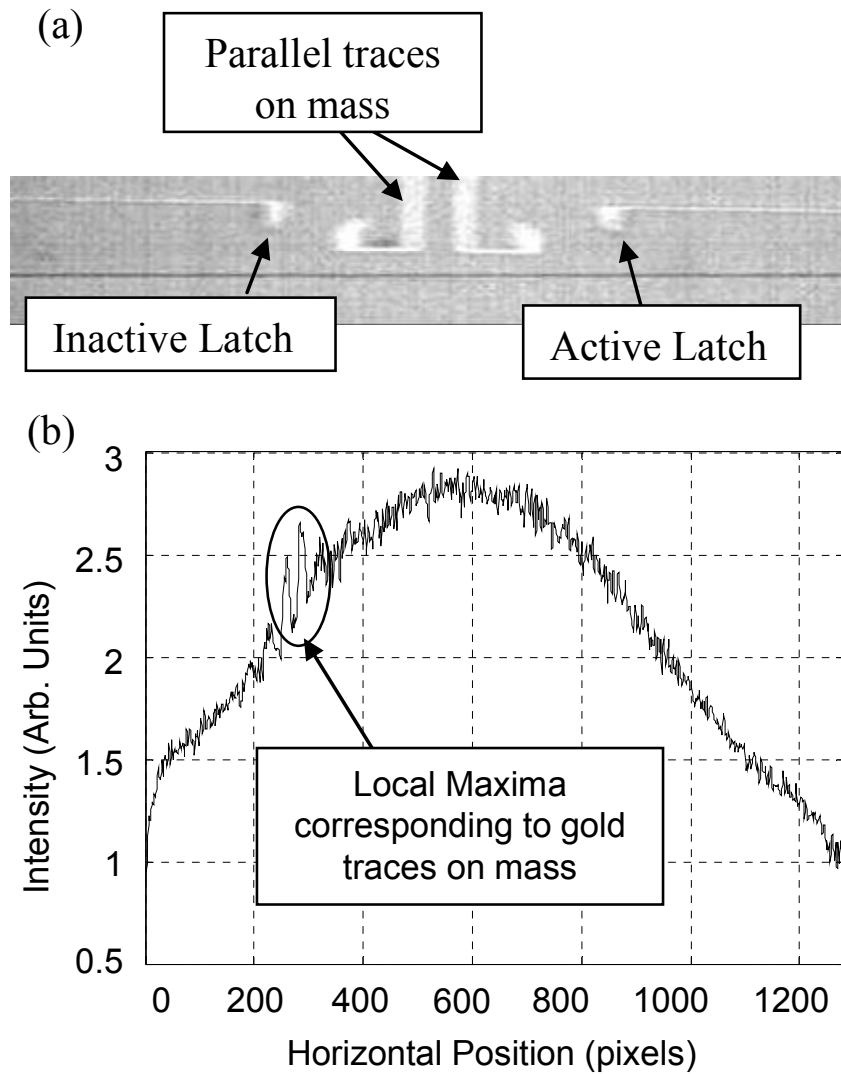 (a)
Parallel traces
on mass
Inactive Latch
Active Latch
(b)
3
2.5
2
1.5
1
0.5
Intensity (Arb. Units)
Local Maxima
corresponding to gold
traces on mass
0 200 400 600 800 1000 1200
Horizontal Position (pixels)